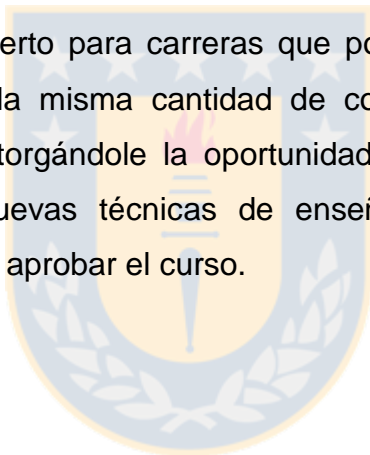 erto para carreras que po
la misma cantidad de co
torgándole la oportunidad
uevas técnicas de enseñ
aprobar el curso.